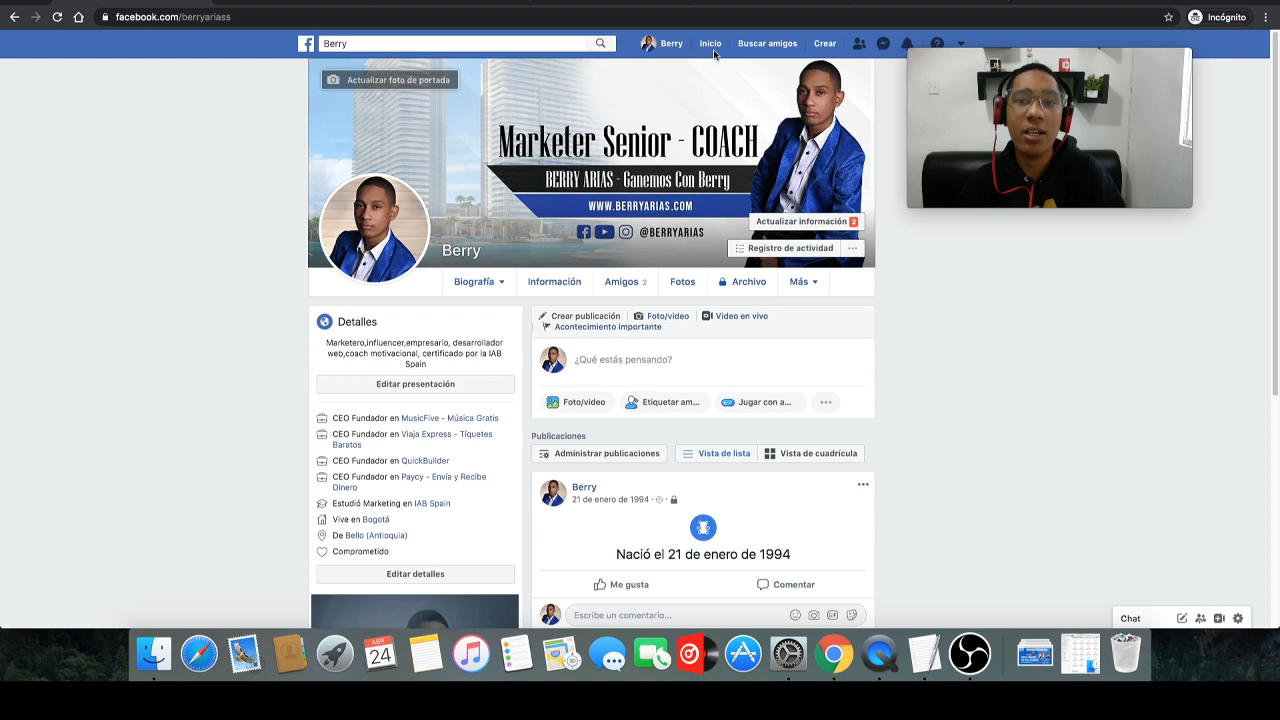 facebook.com/berryariass
Incógnito
Berry
Berry
Inicio
Buscar amigos
Crear
Actualizar foto de portada
Marketer Senior - COACH
BERRY ARIAS - Ganemos Con Berry
WWW.BERRYARIAS.COM
@BERRYARIAS
Actualizar información 2
Registro de actividad
Berry
Biografía
Información
Amigos 2
Fotos
Archivo
Más
Detalles
Marketero,influencer,empresario, desarrollador
web,coach motivacional, certificado por la IAB
Spain
Editar presentación
CEO Fundador en MusicFive - Música Gratis
CEO Fundador en Viaja Express - Tíquetes
Baratos
CEO Fundador en QuickBuilder
CEO Fundador en Paycy - Envía y Recibe
Dinero
Estudió Marketing en IAB Spain
Vive en Bogotá
De Bello (Antioquia)
Comprometido
Editar detalles
Crear publicación
Foto/video
Video en vivo
Acontecimiento importante
¿Qué estás pensando?
Foto/video
Etiquetar am...
Jugar con a...
Publicaciones
Administrar publicaciones
Vista de lista
Vista de cuadrícula
Berry
21 de enero de 1994
Nació el 21 de enero de 1994
Me gusta
Comentar
Escribe un comentario...
Chat
ABR
24